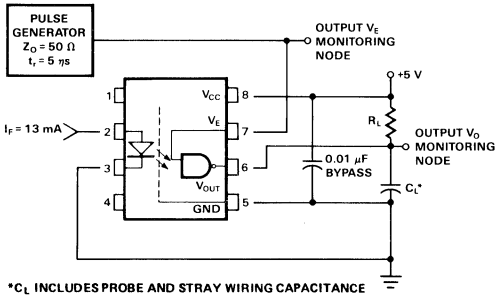 PULSE
GENERATOR
Z₀ = 50 Ω
tᵣ = 5 ηs
OUTPUT V_E
MONITORING
NODE
+5 V
1
V_CC
8
I_F = 13 mA
2
V_E
7
R_L
OUTPUT V_O
MONITORING
NODE
3
6
V_OUT
0.01 μF
BYPASS
C_L*
4
GND
5
*C_L INCLUDES PROBE AND STRAY WIRING CAPACITANCE